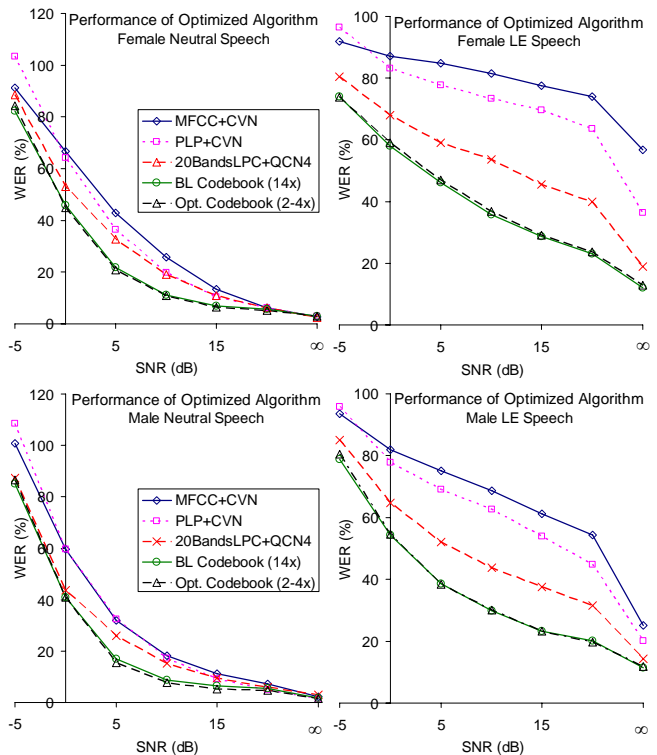 Performance of Optimized Algorithm
Female Neutral Speech
120
100
80
60
40
20
0
WER (%)
MFCC+CVN
PLP+CVN
20BandsLPC+QCN4
BL Codebook (14x)
Opt. Codebook (2-4x)
-5
5
15
∞
SNR (dB)
Performance of Optimized Algorithm
Female LE Speech
100
80
60
40
20
0
WER (%)
-5
5
15
∞
SNR (dB)
Performance of Optimized Algorithm
Male Neutral Speech
120
100
80
60
40
20
0
WER (%)
MFCC+CVN
PLP+CVN
20BandsLPC+QCN4
BL Codebook (14x)
Opt. Codebook (2-4x)
-5
5
15
∞
SNR (dB)
Performance of Optimized Algorithm
Male LE Speech
100
80
60
40
20
0
WER (%)
-5
5
15
∞
SNR (dB)